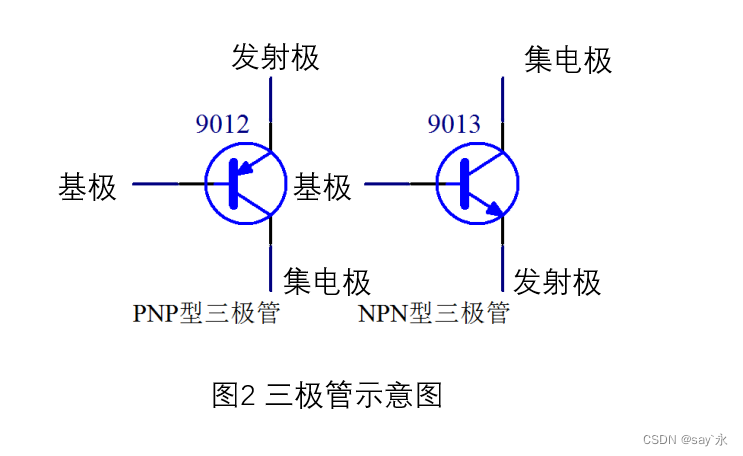 发射极
集电极
9012
9013
基极
基极
集电极
发射极
PNP型三极管
NPN型三极管
图2 三极管示意图
CSDN @say`永